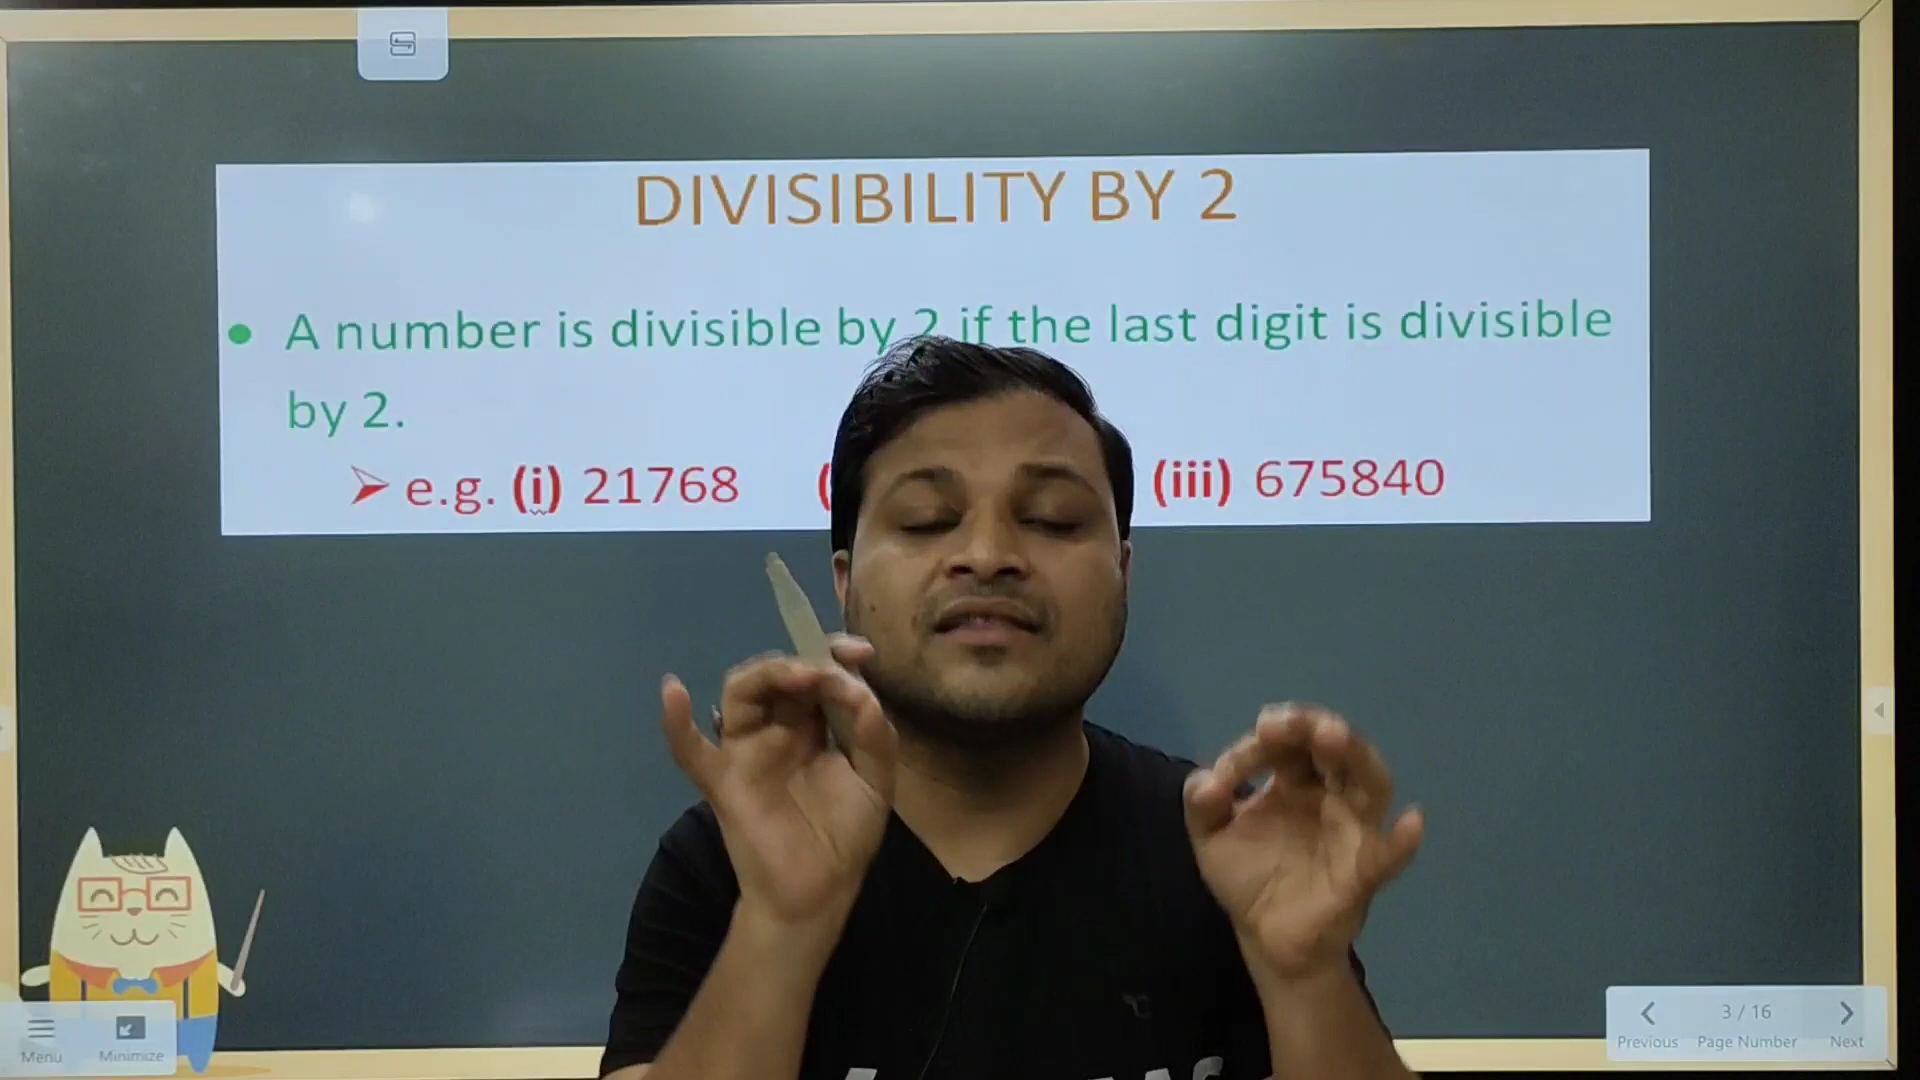 DIVISIBILITY BY 2
• A number is divisible by 2 if the last digit is divisible
by 2.
➢ e.g. (i) 21768 (iii) 675840
Menu Minimize
3 / 16
Previous Page Number Next